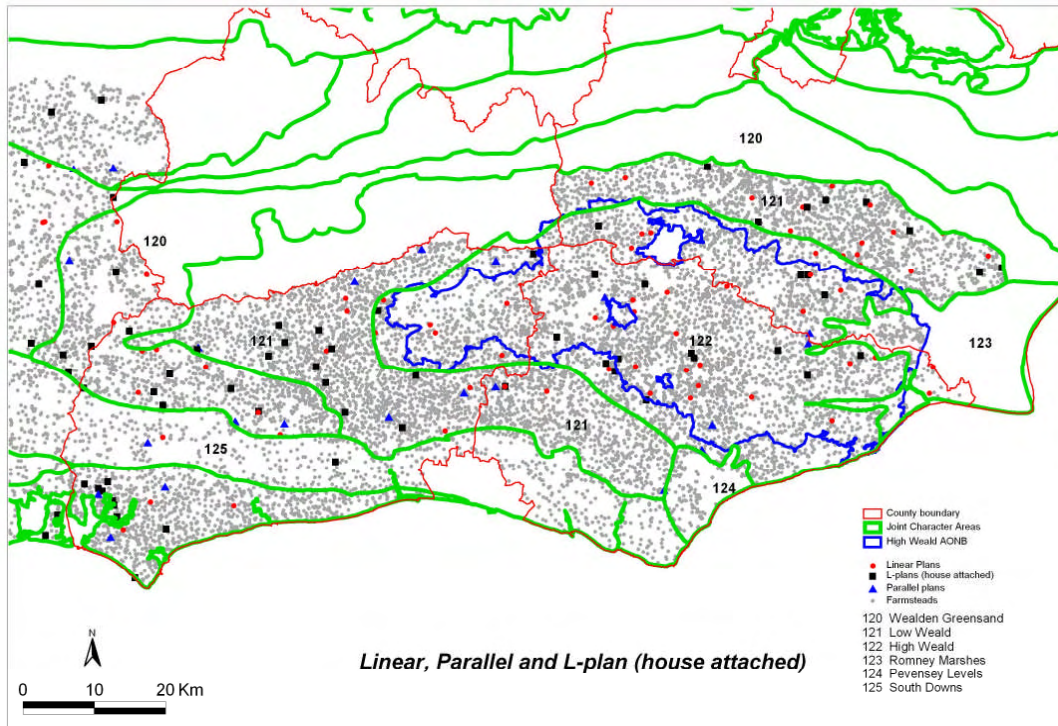 120
121
120
123
121
122
121
125
124
County boundary
Joint Character Areas
High Weald AONB
Linear Plans
L-plans (house attached)
Parallel plans
Farmsteads
120 Wealden Greensand
121 Low Weald
122 High Weald
123 Romney Marshes
124 Pevensey Levels
125 South Downs
N
Linear, Parallel and L-plan (house attached)
0 10 20 Km